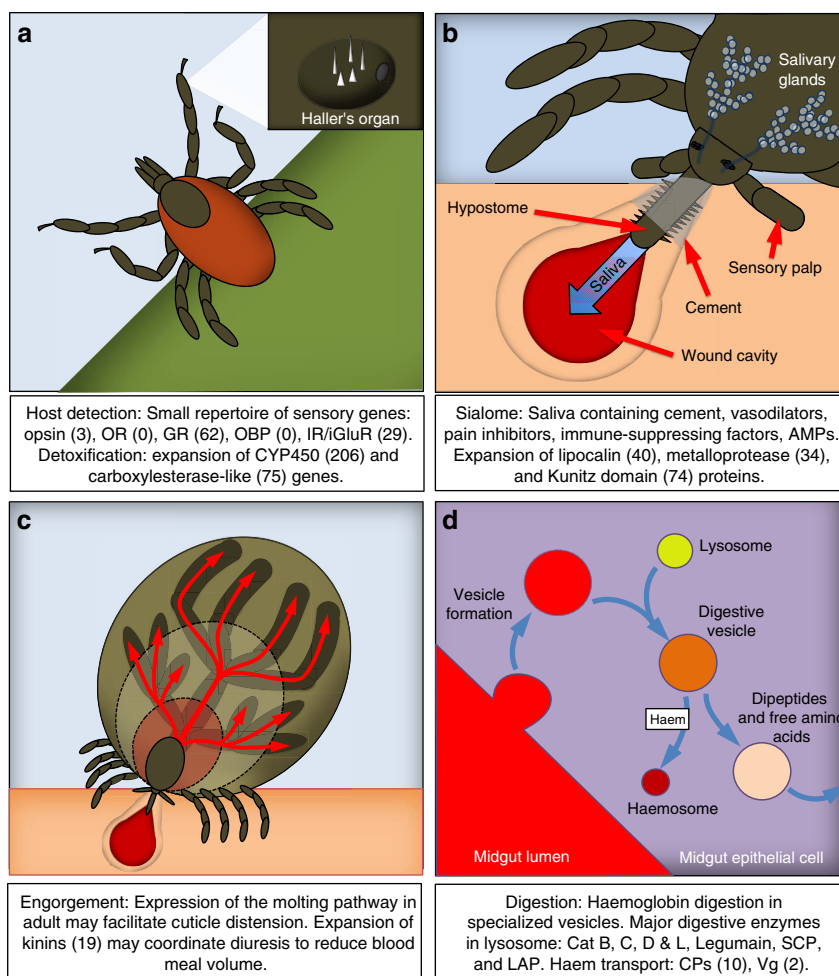 a
Haller's organ
Host detection: Small repertoire of sensory genes:
opsin (3), OR (0), GR (62), OBP (0), IR/iGluR (29).
Detoxification: expansion of CYP450 (206) and
carboxylesterase-like (75) genes.
b
Salivary
glands
Hypostome
Saliva
Sensory palp
Cement
Wound cavity
Sialome: Saliva containing cement, vasodilators,
pain inhibitors, immune-suppressing factors, AMPs.
Expansion of lipocalin (40), metalloprotease (34),
and Kunitz domain (74) proteins.
c
Engorgement: Expression of the molting pathway in
adult may facilitate cuticle distension. Expansion of
kinins (19) may coordinate diuresis to reduce blood
meal volume.
d
Lysosome
Vesicle
formation
Digestive
vesicle
Dipeptides
and free amino
acids
Haem
Haemosome
Midgut lumen
Midgut epithelial cell
Digestion: Haemoglobin digestion in
specialized vesicles. Major digestive enzymes
in lysosome: Cat B, C, D & L, Legumain, SCP,
and LAP. Haem transport: CPs (10), Vg (2).